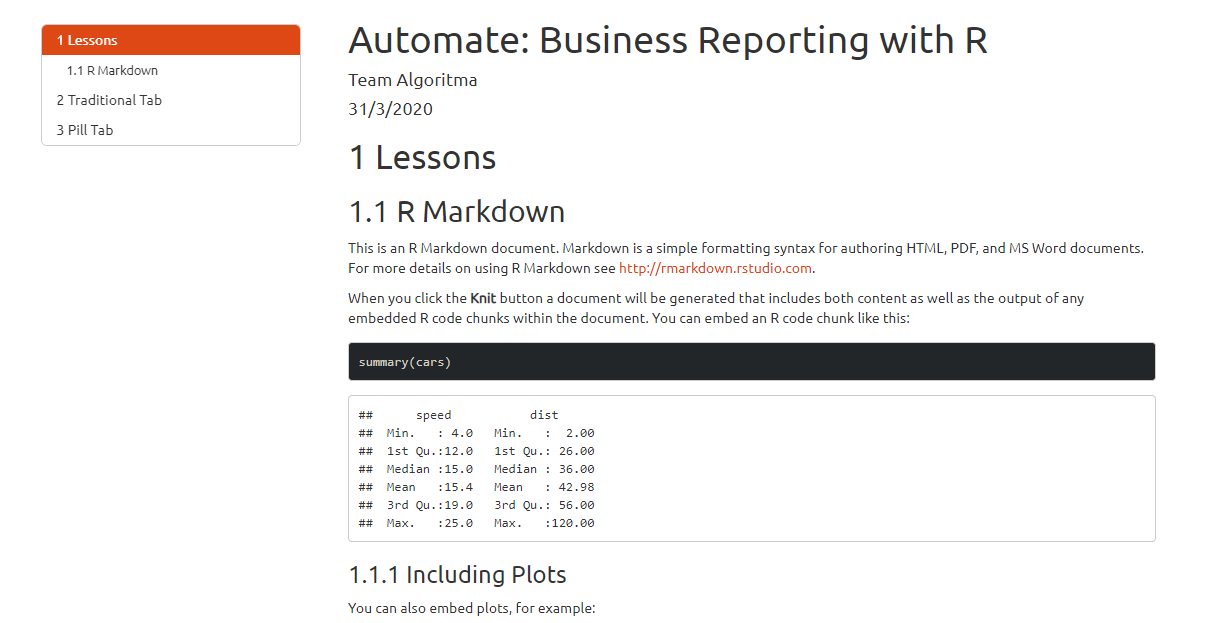 1 Lessons
1.1 R Markdown
2 Traditional Tab
3 Pill Tab
Automate: Business Reporting with R
Team Algoritma
31/3/2020
1 Lessons
1.1 R Markdown
This is an R Markdown document. Markdown is a simple formatting syntax for authoring HTML, PDF, and MS Word documents.
For more details on using R Markdown see http://rmarkdown.rstudio.com.
When you click the Knit button a document will be generated that includes both content as well as the output of any
embedded R code chunks within the document. You can embed an R code chunk like this:
summary(cars)
##      speed           dist
##  Min.   : 4.0   Min.   :  2.00
##  1st Qu.:12.0   1st Qu.: 26.00
##  Median :15.0   Median : 36.00
##  Mean   :15.4   Mean   : 42.98
##  3rd Qu.:19.0   3rd Qu.: 56.00
##  Max.   :25.0   Max.   :120.00
1.1.1 Including Plots
You can also embed plots, for example: